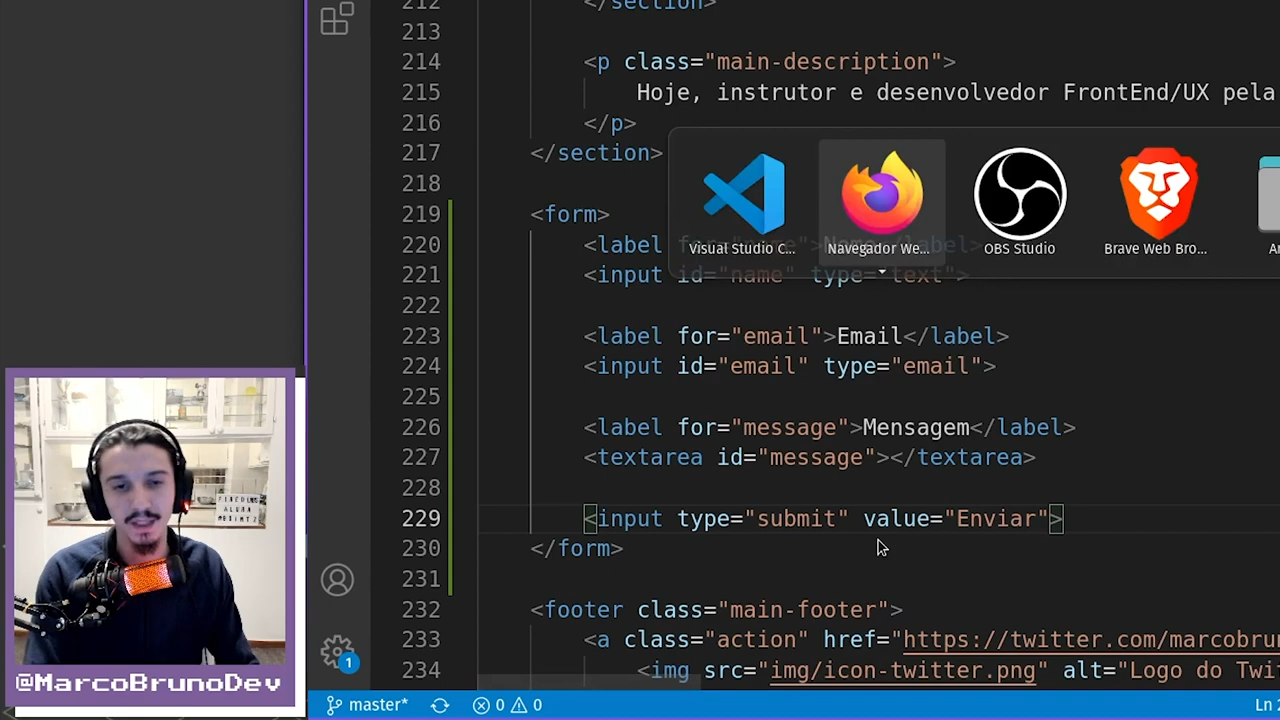 212 </section>
213
214 <p class="main-description">
215 Hoje, instrutor e desenvolvedor FrontEnd/UX pela
216 </p>
217 </section>
218
219 <form>
220 <label for="name">Nome</label>
221 <input id="name" type="text">
222
223 <label for="email">Email</label>
224 <input id="email" type="email">
225
226 <label for="message">Mensagem</label>
227 <textarea id="message"></textarea>
228
229 <input type="submit" value="Enviar">
230 </form>
231
232 <footer class="main-footer">
233 <a class="action" href="https://twitter.com/marcobru
234 <img src="img/icon-twitter.png" alt="Logo do Twi
Visual Studio C...
Navegador We...
OBS Studio
Brave Web Bro...
1
@MarcoBrunoDev
master*
0 0